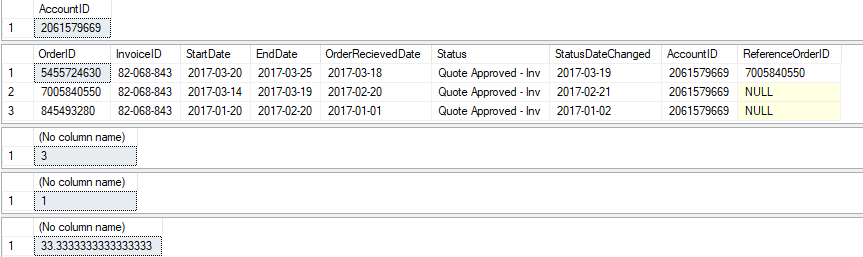 AccountID
1 2061579669
OrderID InvoiceID StartDate EndDate OrderRecievedDate Status StatusDateChanged AccountID ReferenceOrderID
1 5455724630 82-068-843 2017-03-20 2017-03-25 2017-03-18 Quote Approved - Inv 2017-03-19 2061579669 7005840550
2 7005840550 82-068-843 2017-03-14 2017-03-19 2017-02-20 Quote Approved - Inv 2017-02-21 2061579669 NULL
3 845493280 82-068-843 2017-01-20 2017-02-20 2017-01-01 Quote Approved - Inv 2017-01-02 2061579669 NULL
(No column name)
1 3
(No column name)
1 1
(No column name)
1 33.3333333333333333